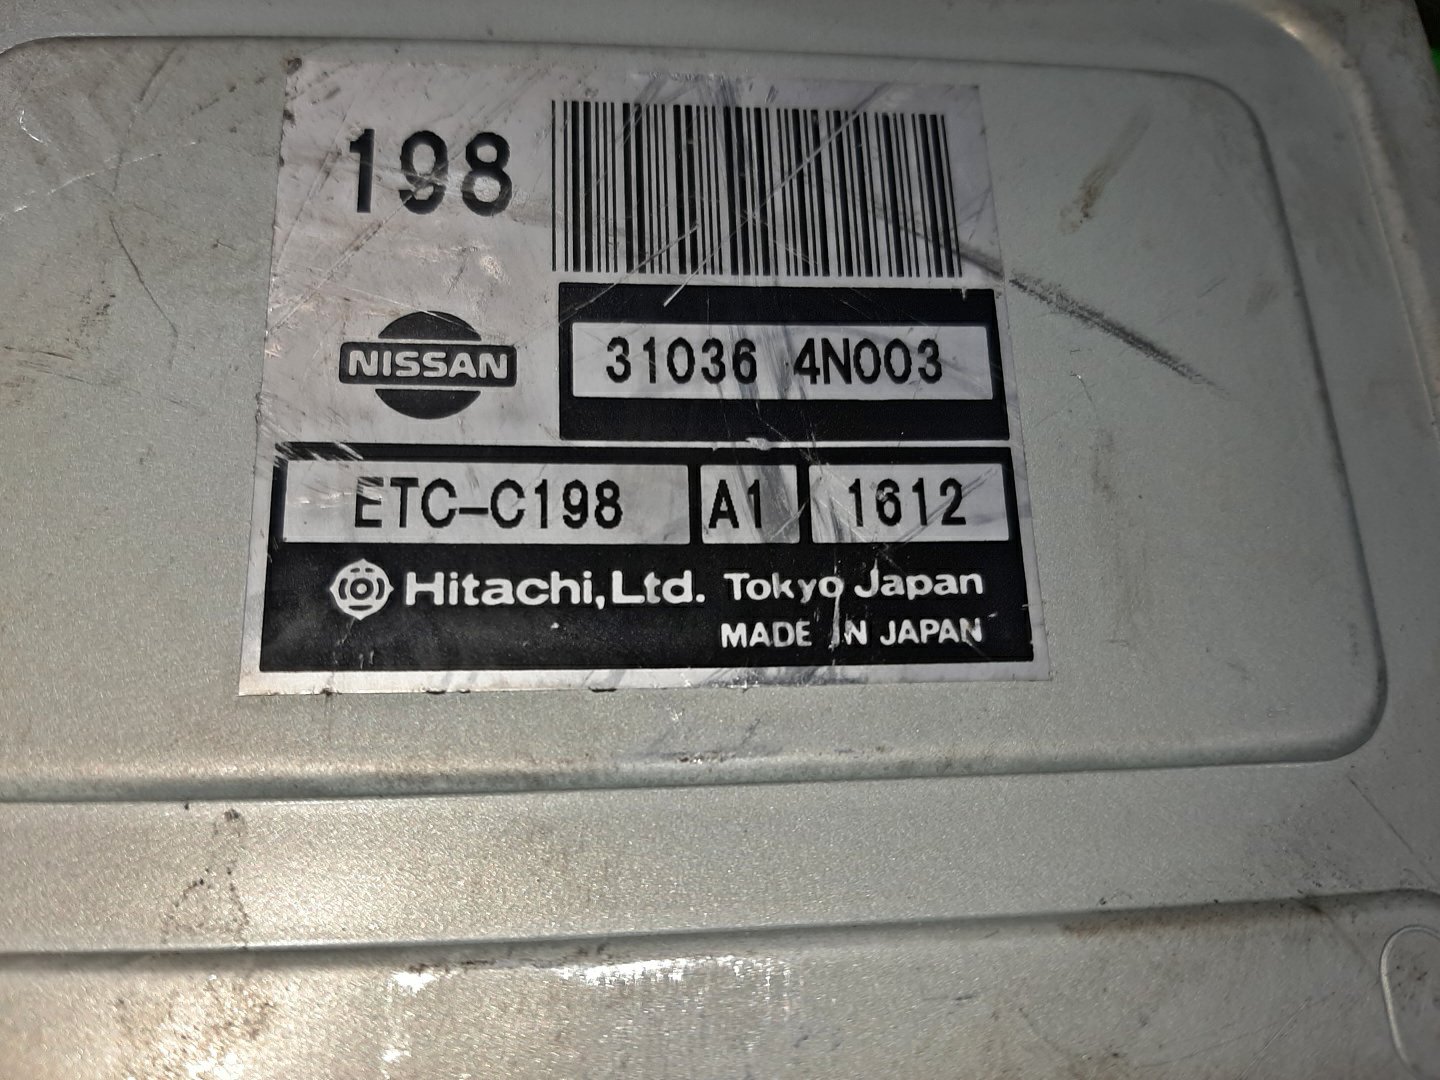 198
NISSAN
31036 4N003
ETC-C198 A1 1612
Hitachi, Ltd. Tokyo Japan
MADE IN JAPAN